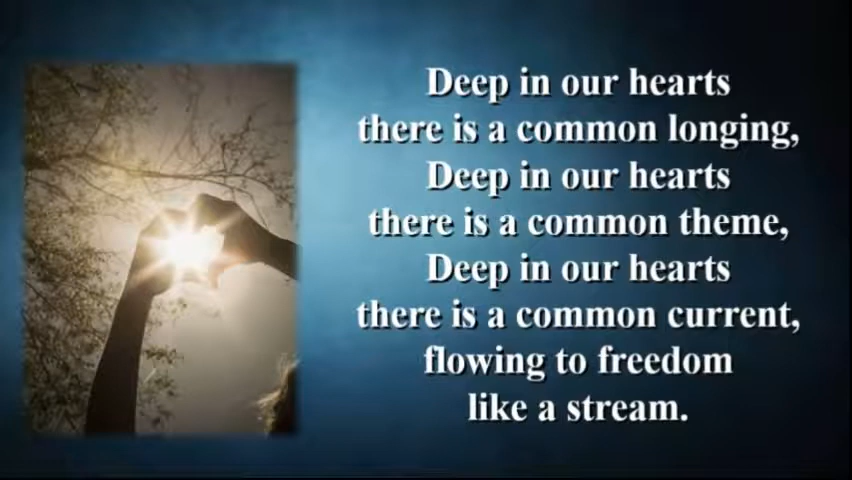 Deep in our hearts
there is a common longing,
Deep in our hearts
there is a common theme,
Deep in our hearts
there is a common current,
flowing to freedom
like a stream.